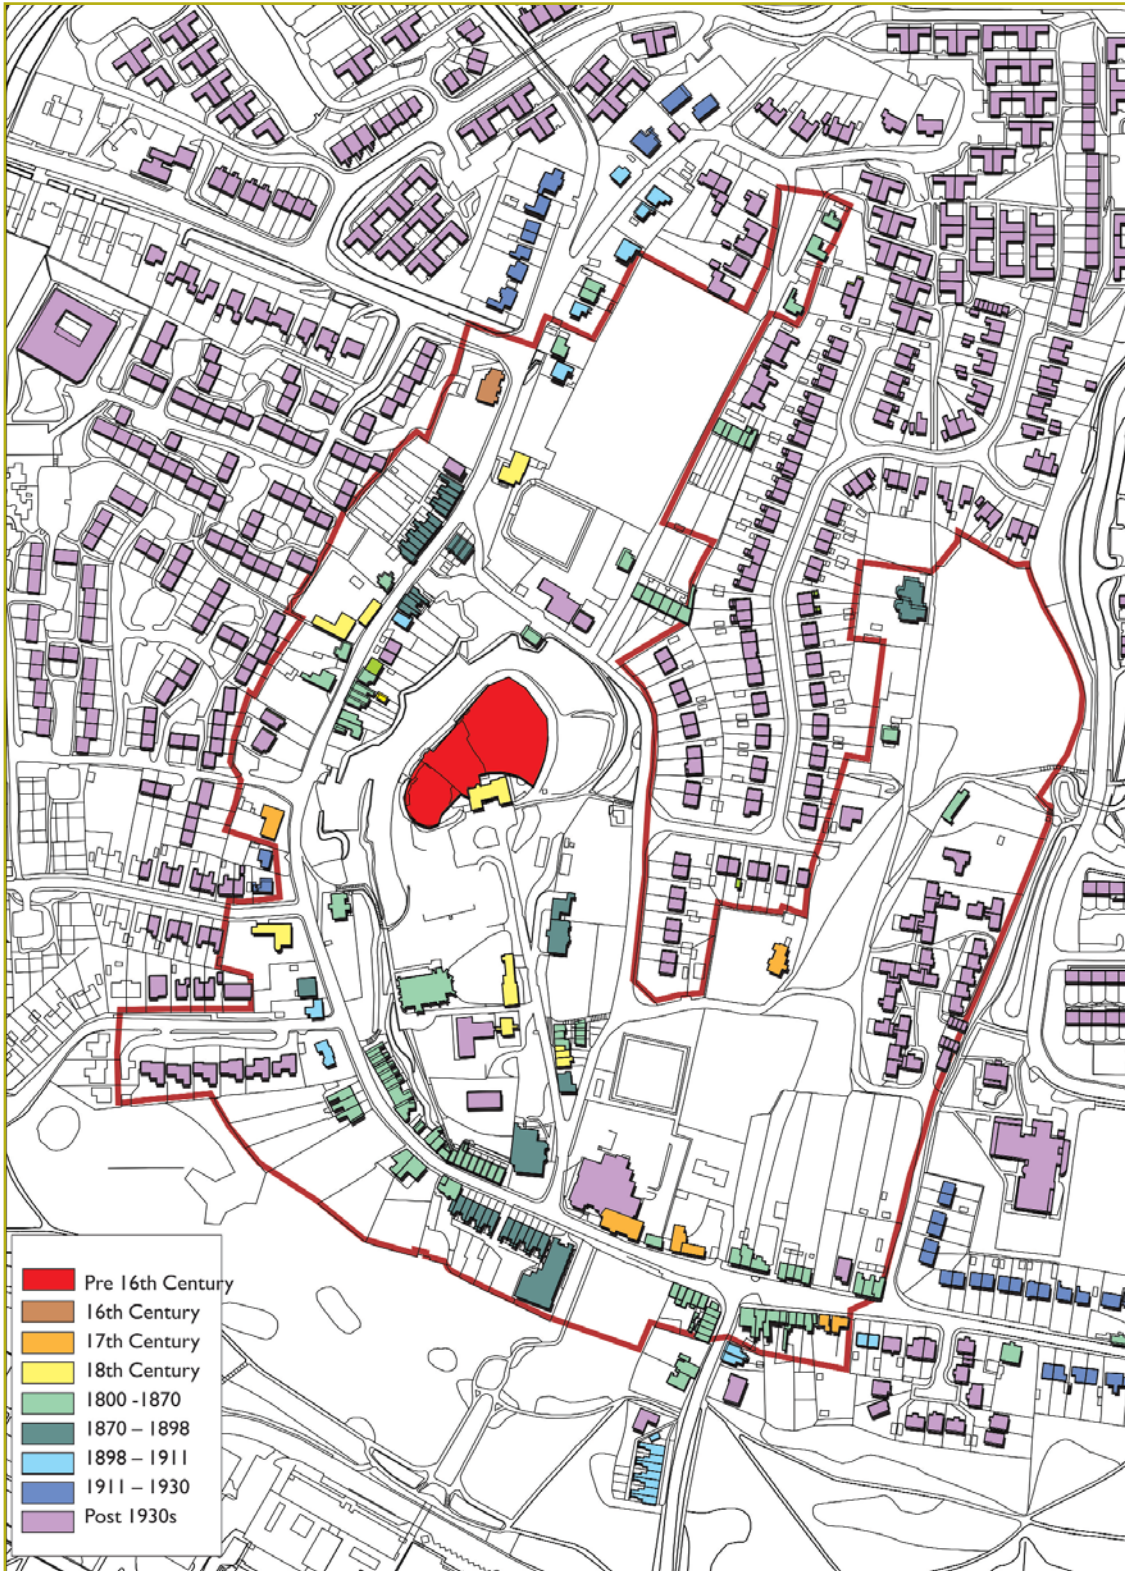 Pre 16th Century
16th Century
17th Century
18th Century
1800 -1870
1870 – 1898
1898 – 1911
1911 – 1930
Post 1930s